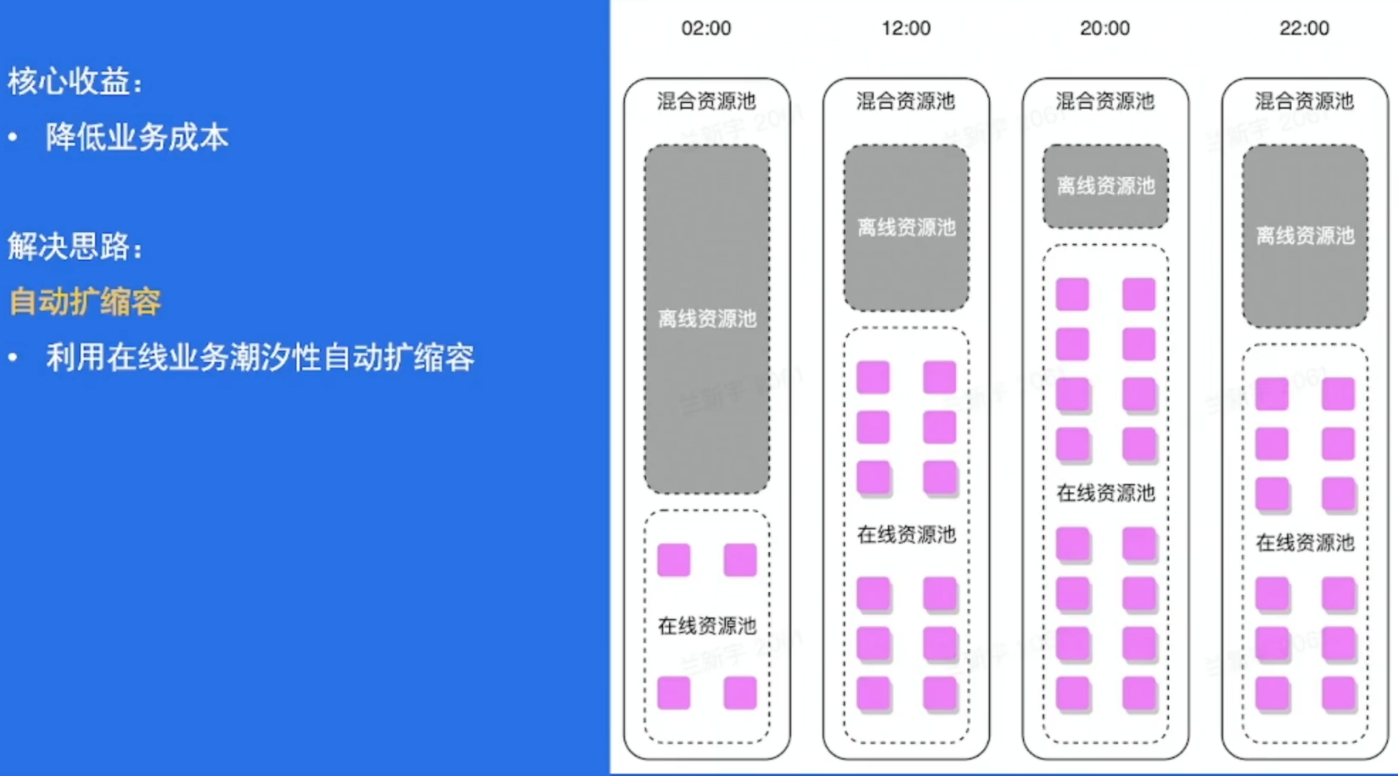 核心收益：
• 降低业务成本
解决思路：
自动扩缩容
• 利用在线业务潮汐性自动扩缩容
02:00
混合资源池
离线资源池
在线资源池
12:00
混合资源池
离线资源池
在线资源池
20:00
混合资源池
离线资源池
在线资源池
22:00
混合资源池
离线资源池
在线资源池
兰新宇 2061